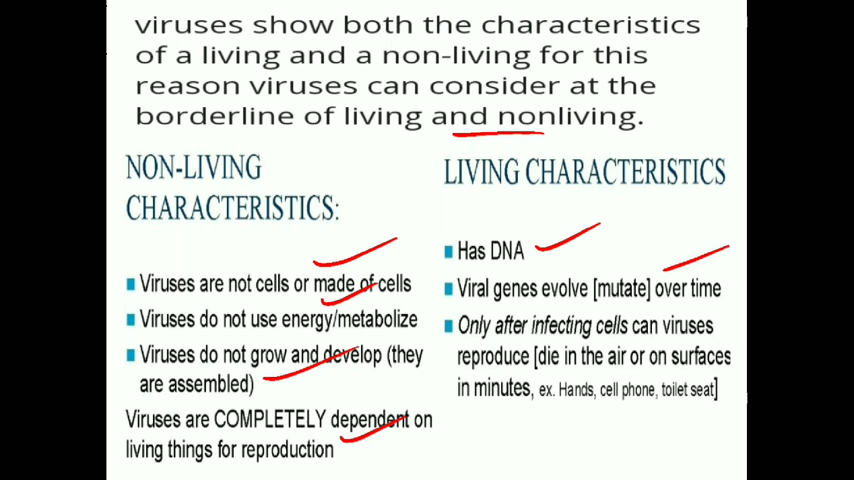 viruses show both the characteristics
of a living and a non-living for this
reason viruses can consider at the
borderline of living and nonliving.
NON-LIVING
CHARACTERISTICS:
■ Viruses are not cells or made of cells
■ Viruses do not use energy/metabolize
■ Viruses do not grow and develop (they
are assembled)
Viruses are COMPLETELY dependent on
living things for reproduction
LIVING CHARACTERISTICS
■ Has DNA
■ Viral genes evolve [mutate] over time
■ Only after infecting cells can viruses
reproduce [die in the air or on surfaces
in minutes, ex. Hands, cell phone, toilet seat]